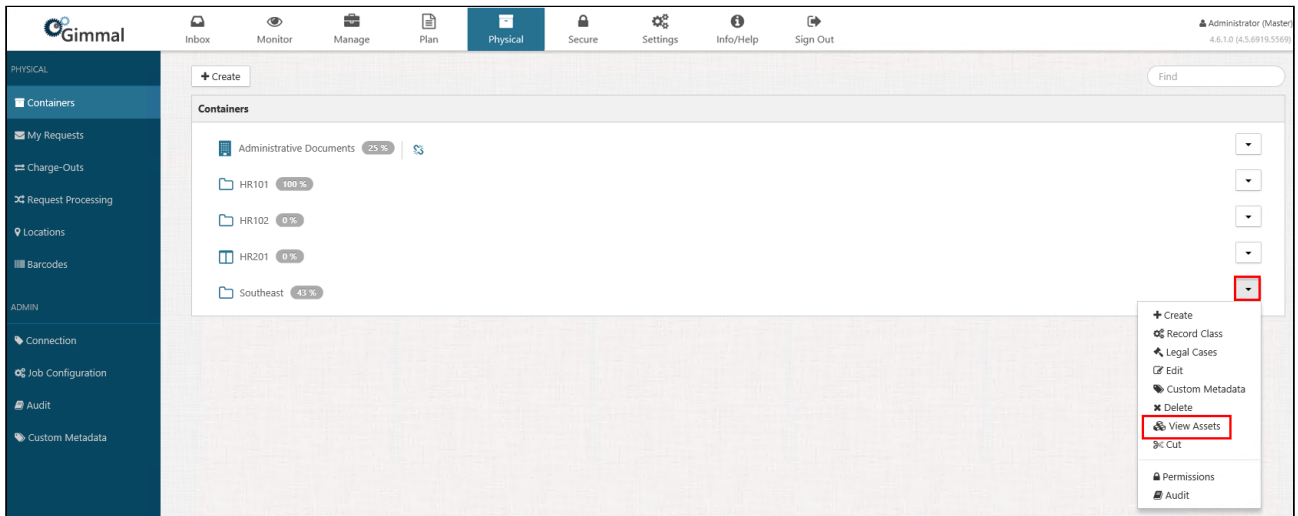 Gimmal
Inbox
Monitor
Manage
Plan
Physical
Secure
Settings
Info/Help
Sign Out
Administrator (Master)
4.6.1.0 (4.5.6919.5569)
PHYSICAL
Containers
My Requests
Charge-Outs
Request Processing
Locations
Barcodes
ADMIN
Connection
Job Configuration
Audit
Custom Metadata
Create
Find
Containers
Administrative Documents 25 %
HR101 100 %
HR102 0 %
HR201 0 %
Southeast 43 %
Create
Record Class
Legal Cases
Edit
Custom Metadata
Delete
View Assets
Cut
Permissions
Audit